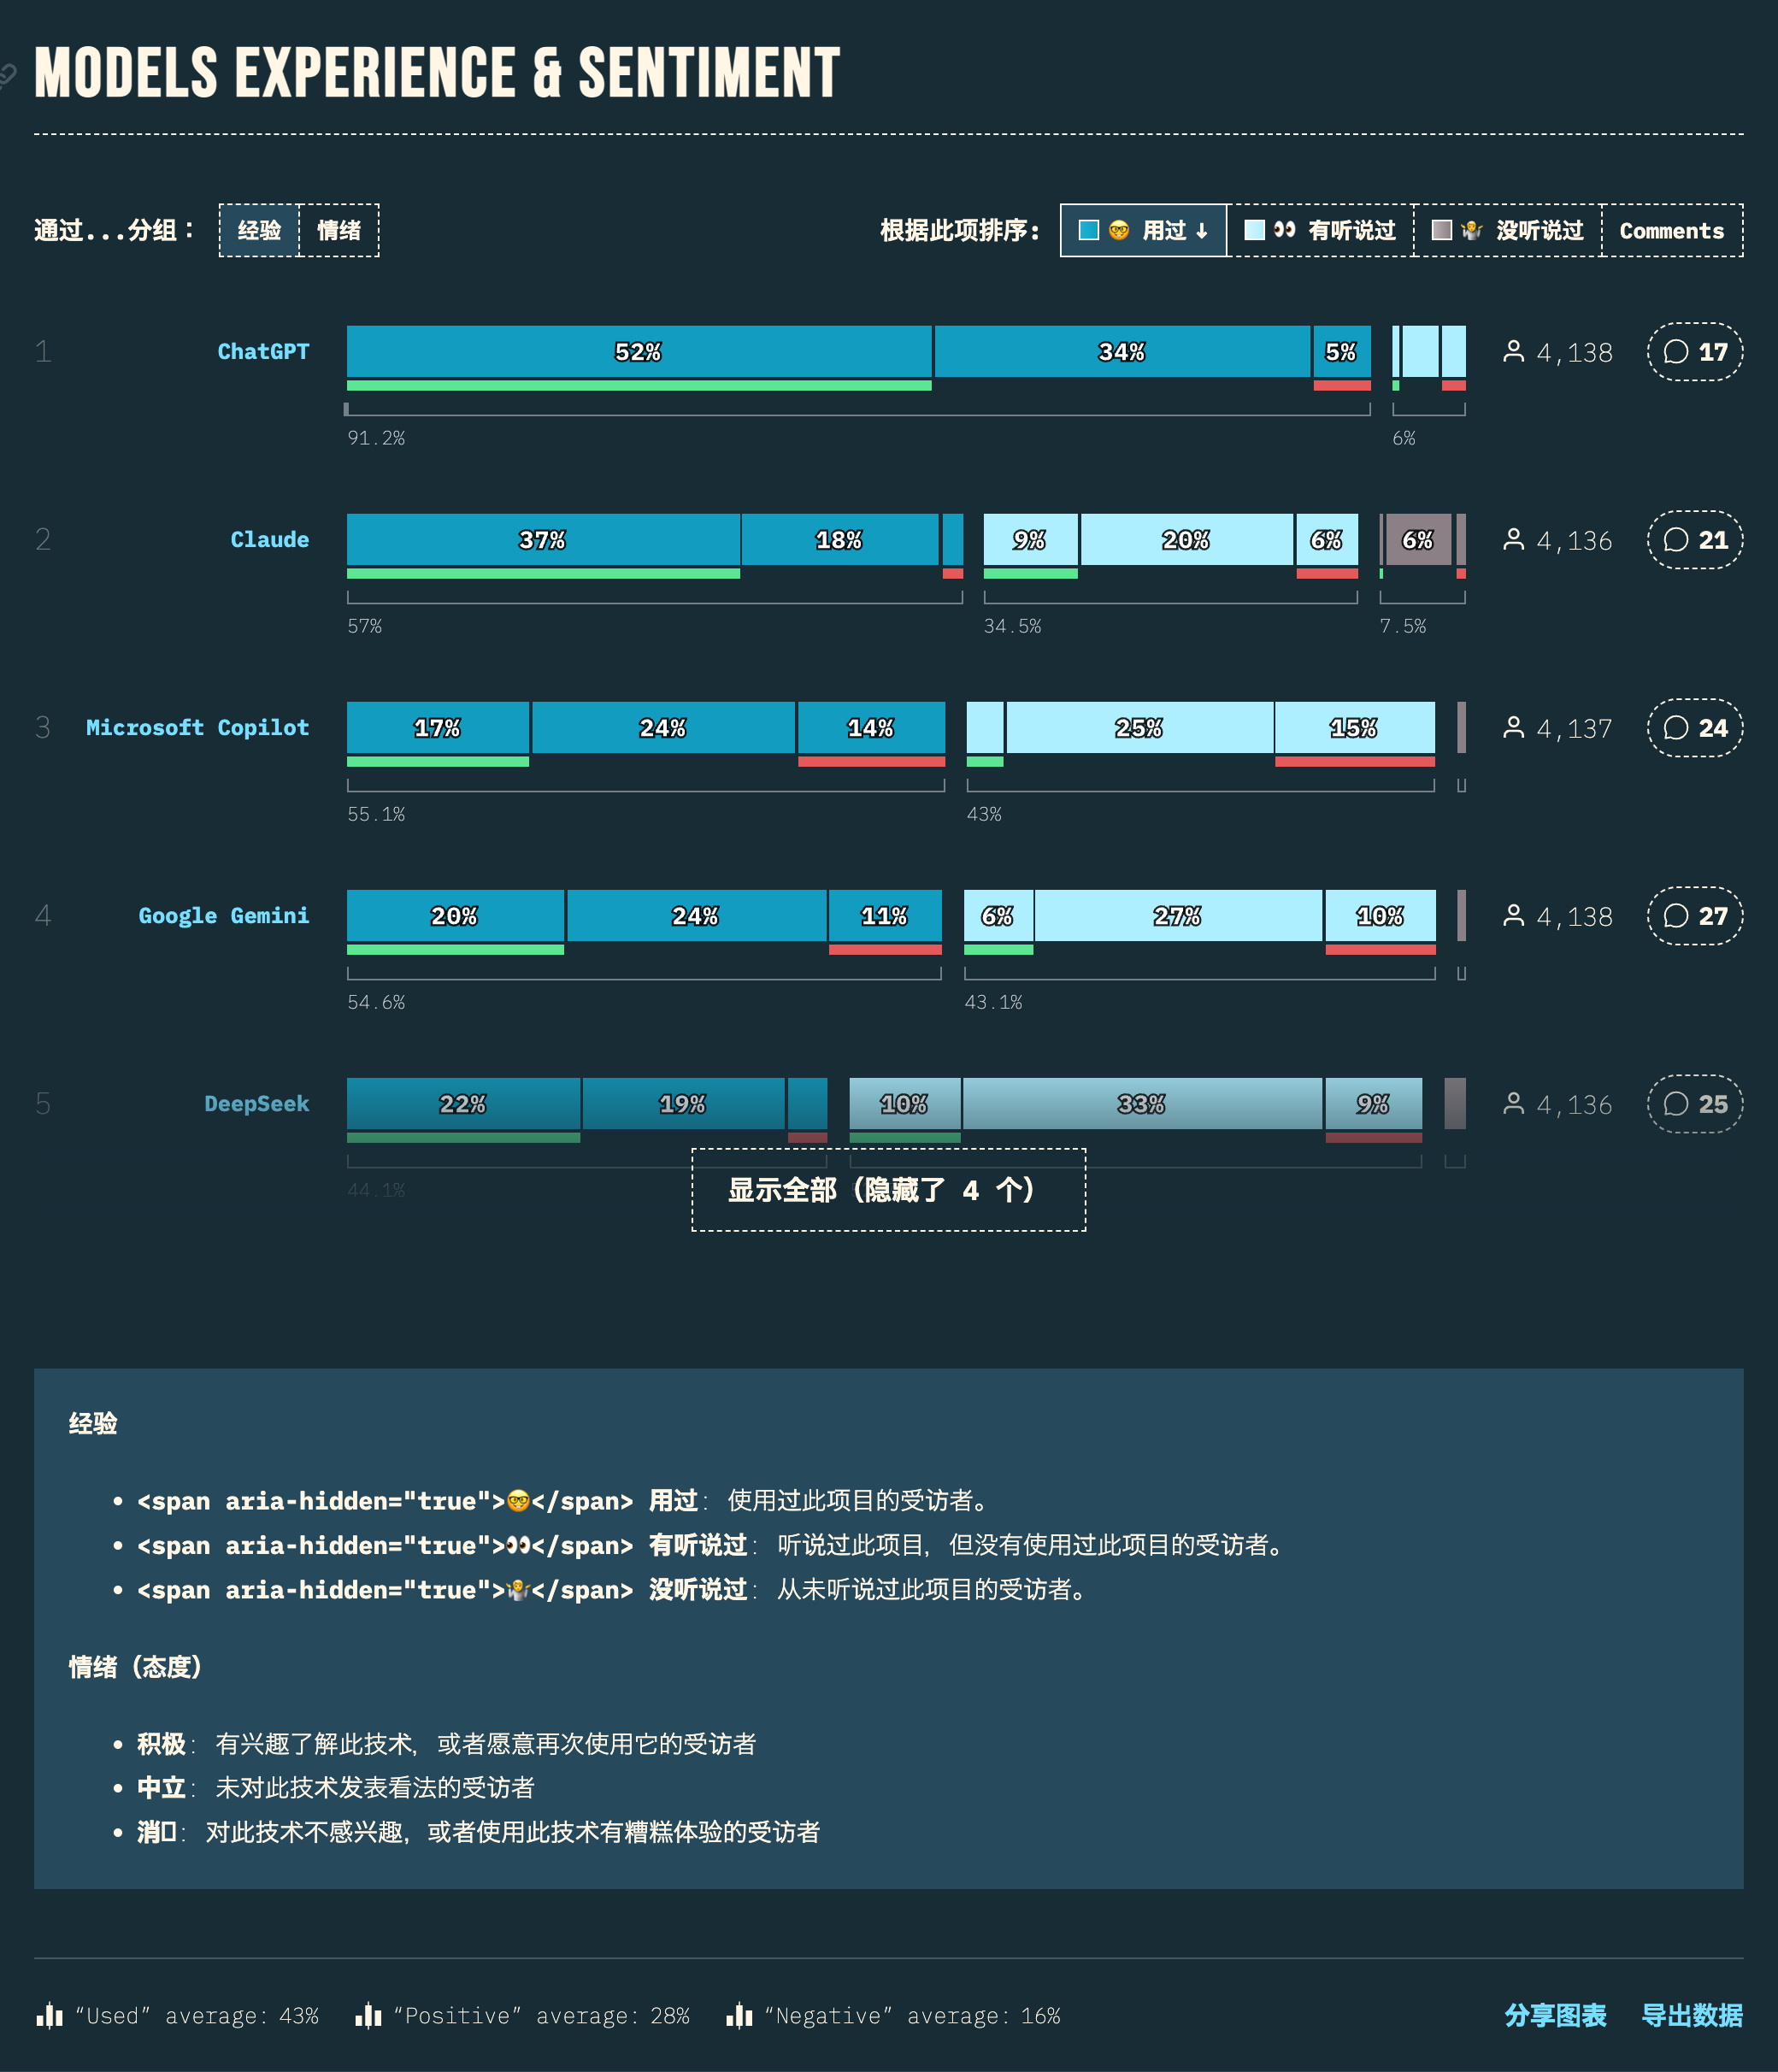 MODELS EXPERIENCE & SENTIMENT
通过...分组： 经验 情绪 根据此项排序: 🤓 用过 ↓ 👀 有听说过 🤷 没听说过 Comments
1 ChatGPT 52% 34% 5% 4,138 17
91.2% 6%
2 Claude 37% 18% 9% 20% 6% 6% 4,136 21
57% 34.5% 7.5%
3 Microsoft Copilot 17% 24% 14% 25% 15% 4,137 24
55.1% 43%
4 Google Gemini 20% 24% 11% 6% 27% 10% 4,138 27
54.6% 43.1%
5 DeepSeek 22% 19% 10% 33% 9% 4,136 25
44.1%
显示全部（隐藏了 4 个）
经验
• <span aria-hidden="true">🤓</span> 用过： 使用过此项目的受访者。
• <span aria-hidden="true">👀</span> 有听说过： 听说过此项目，但没有使用过此项目的受访者。
• <span aria-hidden="true">🤷</span> 没听说过： 从未听说过此项目的受访者。
情绪（态度）
• 积极： 有兴趣了解此技术，或者愿意再次使用它的受访者
• 中立： 未对此技术发表看法的受访者
• 消： 对此技术不感兴趣，或者使用此技术有糟糕体验的受访者
“Used” average: 43% “Positive” average: 28% “Negative” average: 16% 分享图表 导出数据